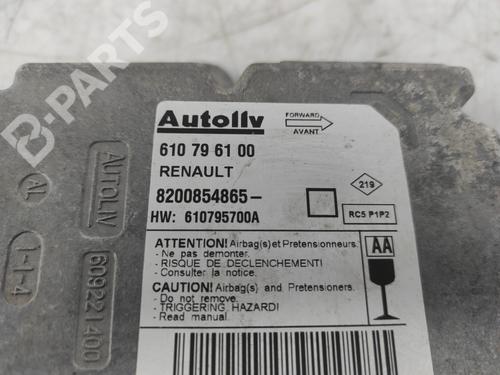 B-PARTS
Autoliv
FORWARD
AVANT
610 79 61 00
RENAULT
8200854865-
HW: 610795700A
219
RC5 P1P2
ATTENTION! Airbag(s) et Pretensionneurs.
- Ne pas demonter.
- RISQUE DE DECLENCHEMENT!
- Consulter la notice.
AA
CAUTION! Airbag(s) and Pretensioners.
- Do not remove.
- TRIGGERING HAZARD!
- Read manual.
AL
AUTOLIV
1-1-4
609221400